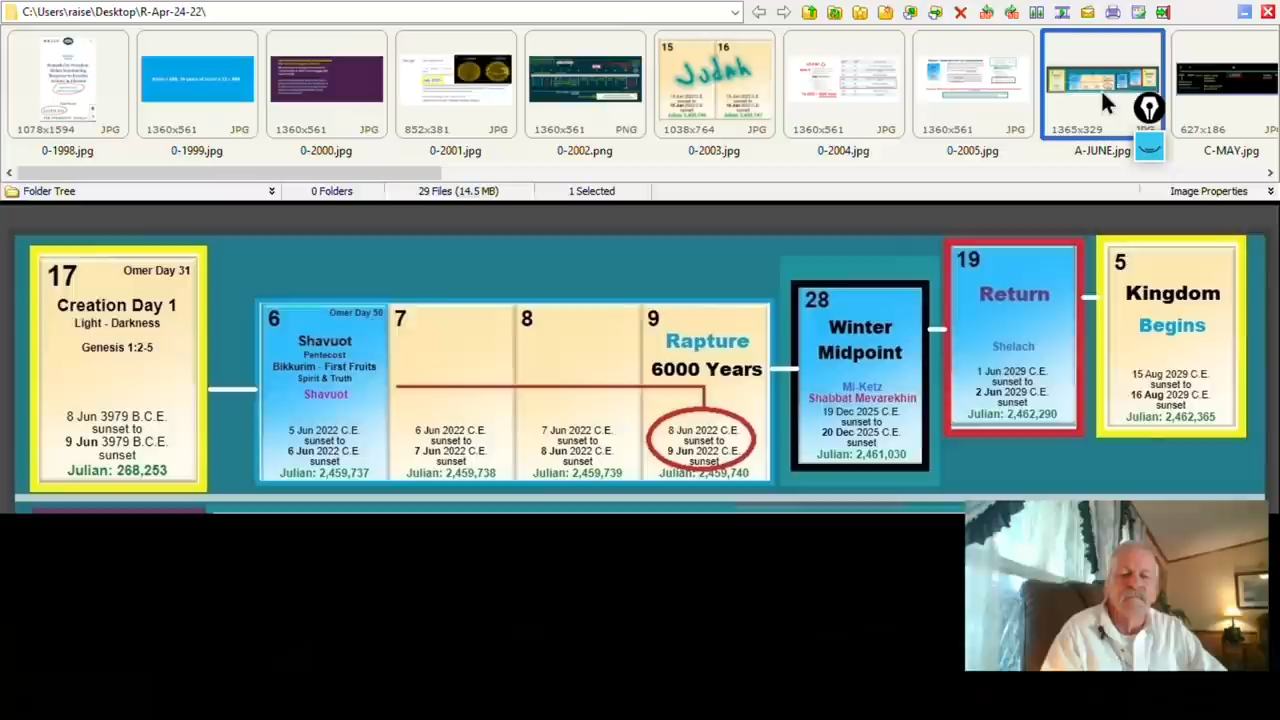 C:\Users\raise\Desktop\R-Apr-24-22\
1078x1594 JPG
1360x561 JPG
1360x561 JPG
852x381 JPG
1360x561 PNG
15 16
1038x764 JPG
1360x561 JPG
1360x561 JPG
1365x329 JPG
627x186
0-1998.jpg
0-1999.jpg
0-2000.jpg
0-2001.jpg
0-2002.png
0-2003.jpg
0-2004.jpg
0-2005.jpg
A-JUNE.jpg
C-MAY.jpg
Folder Tree
0 Folders
29 Files (14.5 MB)
1 Selected
Image Properties
17 Omer Day 31
Creation Day 1
Light - Darkness
Genesis 1:2-5
8 Jun 3979 B.C.E.
sunset to
9 Jun 3979 B.C.E.
sunset
Julian: 268,253
6 Omer Day 50
Shavuot
Pentecost
Bikkurim - First Fruits
Spirit & Truth
Shavuot
5 Jun 2022 C.E.
sunset to
6 Jun 2022 C.E.
sunset
Julian: 2,459,737
7
6 Jun 2022 C.E.
sunset to
7 Jun 2022 C.E.
sunset
Julian: 2,459,738
8
7 Jun 2022 C.E.
sunset to
8 Jun 2022 C.E.
sunset
Julian: 2,459,739
9
Rapture
6000 Years
8 Jun 2022 C.E.
sunset to
9 Jun 2022 C.E.
sunset
Julian: 2,459,740
28
Winter
Midpoint
Mi-Ketz
Shabbat Mevarekhin
19 Dec 2025 C.E.
sunset to
20 Dec 2025 C.E.
sunset
Julian: 2,461,030
19
Return
Shelach
1 Jun 2029 C.E.
sunset to
2 Jun 2029 C.E.
sunset
Julian: 2,462,290
5
Kingdom
Begins
15 Aug 2029 C.E.
sunset to
16 Aug 2029 C.E.
sunset
Julian: 2,462,365